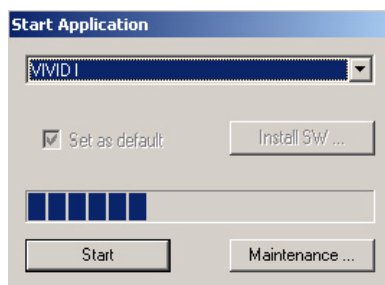 Start Application
VIVID I
Set as default
Install SW ...
Start
Maintenance ...